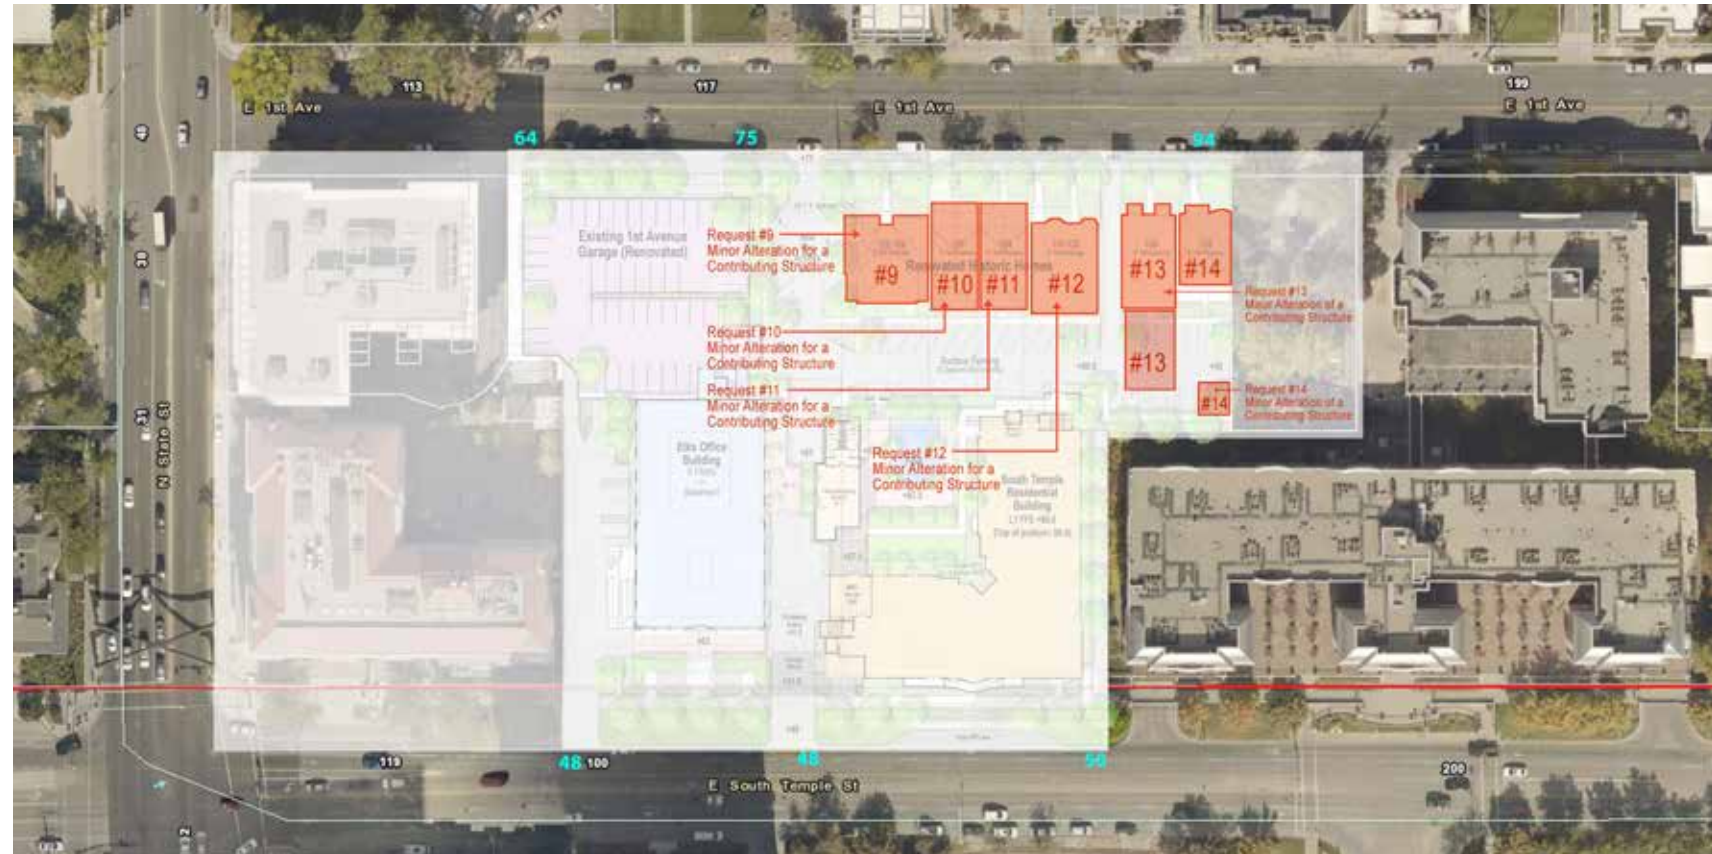 113
117
199
E 1st Ave
E 1st Ave
E 1st Ave
40
64
75
94
Existing 1st Avenue
Garage (Renovated)
Request #9
Minor Alteration for a
Contributing Structure
Renovated Historic Homes
#9
#10
#11
#12
#13
#14
30
Request #13
Minor Alteration of a
Contributing Structure
Request #10
Minor Alteration for a
Contributing Structure
#13
Request #11
Minor Alteration for a
Contributing Structure
#14
Request #14
Minor Alteration of a
Contributing Structure
31
N State St
Elks Office
Building
Request #12
Minor Alteration for a
Contributing Structure
South Temple
Residential
Building
48
100
48
50
119
200
E South Temple St
2